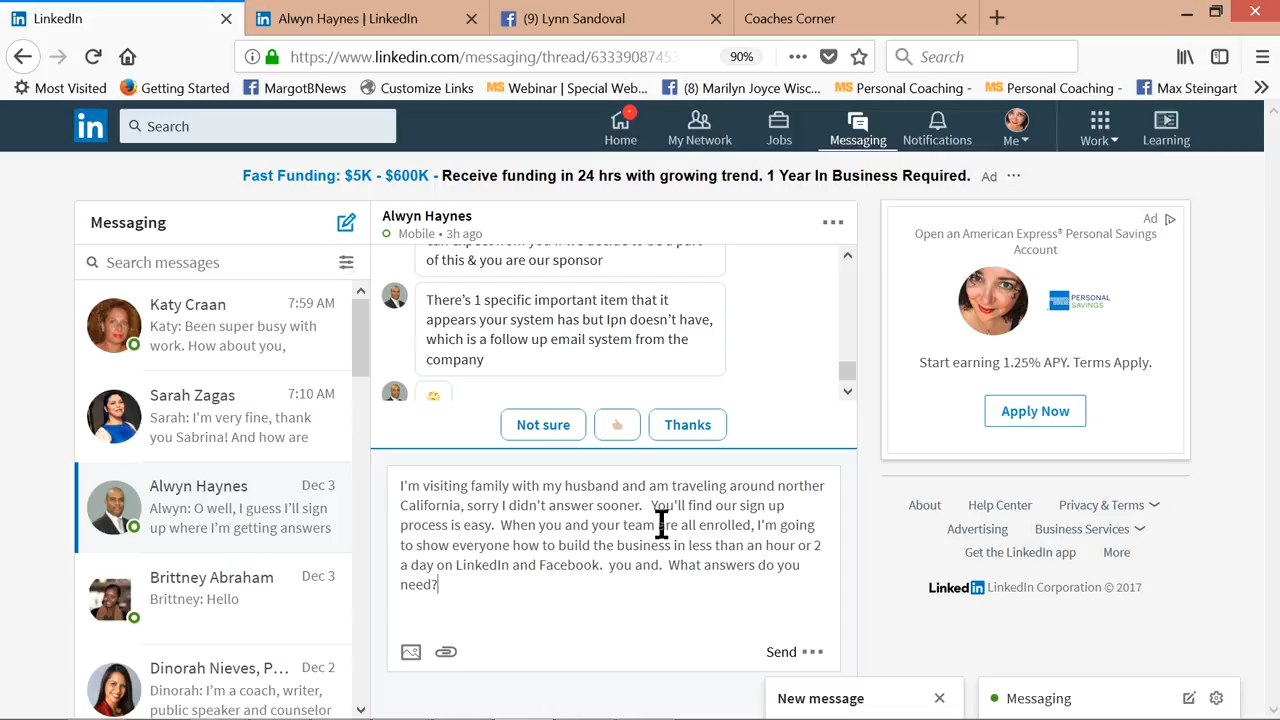 LinkedIn
Alwyn Haynes | LinkedIn
(9) Lynn Sandoval
Coaches Corner
https://www.linkedin.com/messaging/thread/63339087453
90%
Search
Most Visited
Getting Started
MargotBNews
Customize Links
MS Webinar | Special Web…
(8) Marilyn Joyce Wisc…
MS Personal Coaching -
MS Personal Coaching -
Max Steingart
in
Search
Home
My Network
Jobs
Messaging
Notifications
Me
Work
Learning
Fast Funding: $5K - $600K - Receive funding in 24 hrs with growing trend. 1 Year In Business Required. Ad ···
Messaging
Search messages
Katy Craan 7:59 AM
Katy: Been super busy with
work. How about you,
Sarah Zagas 7:10 AM
Sarah: I'm very fine, thank
you Sabrina! And how are
Alwyn Haynes Dec 3
Alwyn: O well, I guess I'll sign
up where I'm getting answers
Brittney Abraham Dec 3
Brittney: Hello
Dinorah Nieves, P… Dec 2
Dinorah: I'm a coach, writer,
public speaker and counselor
Alwyn Haynes
Mobile • 3h ago
of this & you are our sponsor
There's 1 specific important item that it
appears your system has but Ipn doesn't have,
which is a follow up email system from the
company
Not sure
Thanks
I'm visiting family with my husband and am traveling around norther
California, sorry I didn't answer sooner.  You'll find our sign up
process is easy.  When you and your team are all enrolled, I'm going
to show everyone how to build the business in less than an hour or 2
a day on LinkedIn and Facebook.  you and.  What answers do you
need?
Send
New message
Messaging
Ad
Open an American Express® Personal Savings
Account
AMERICAN EXPRESS
PERSONAL
SAVINGS
Start earning 1.25% APY. Terms Apply.
Apply Now
About
Help Center
Privacy & Terms
Advertising
Business Services
Get the LinkedIn app
More
LinkedIn LinkedIn Corporation © 2017